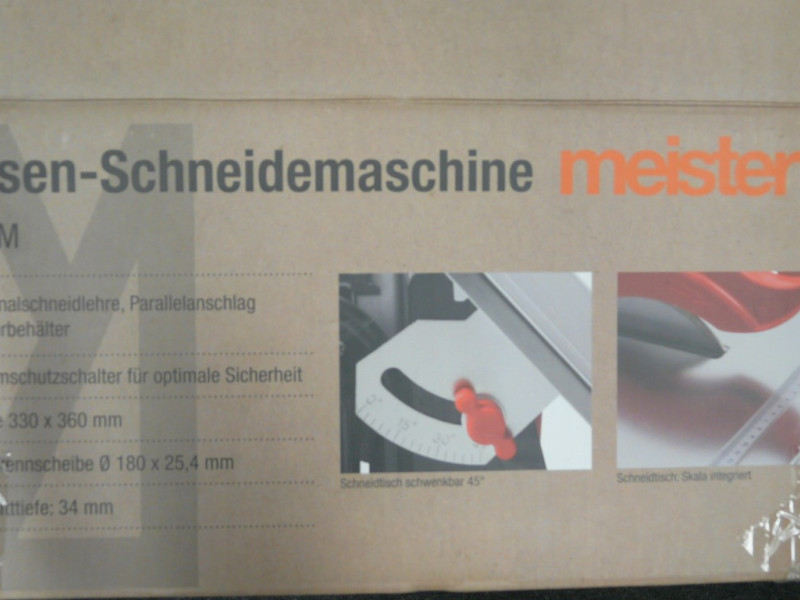 sen-Schneidemaschine meister
M
nalschneidlehre, Parallelanschlag
rbehälter
mschutzschalter für optimale Sicherheit
e 330 x 360 mm
rennscheibe Ø 180 x 25,4 mm
itttiefe: 34 mm
Schneidtisch schwenkbar 45°
Schneidtisch: Skala integriert